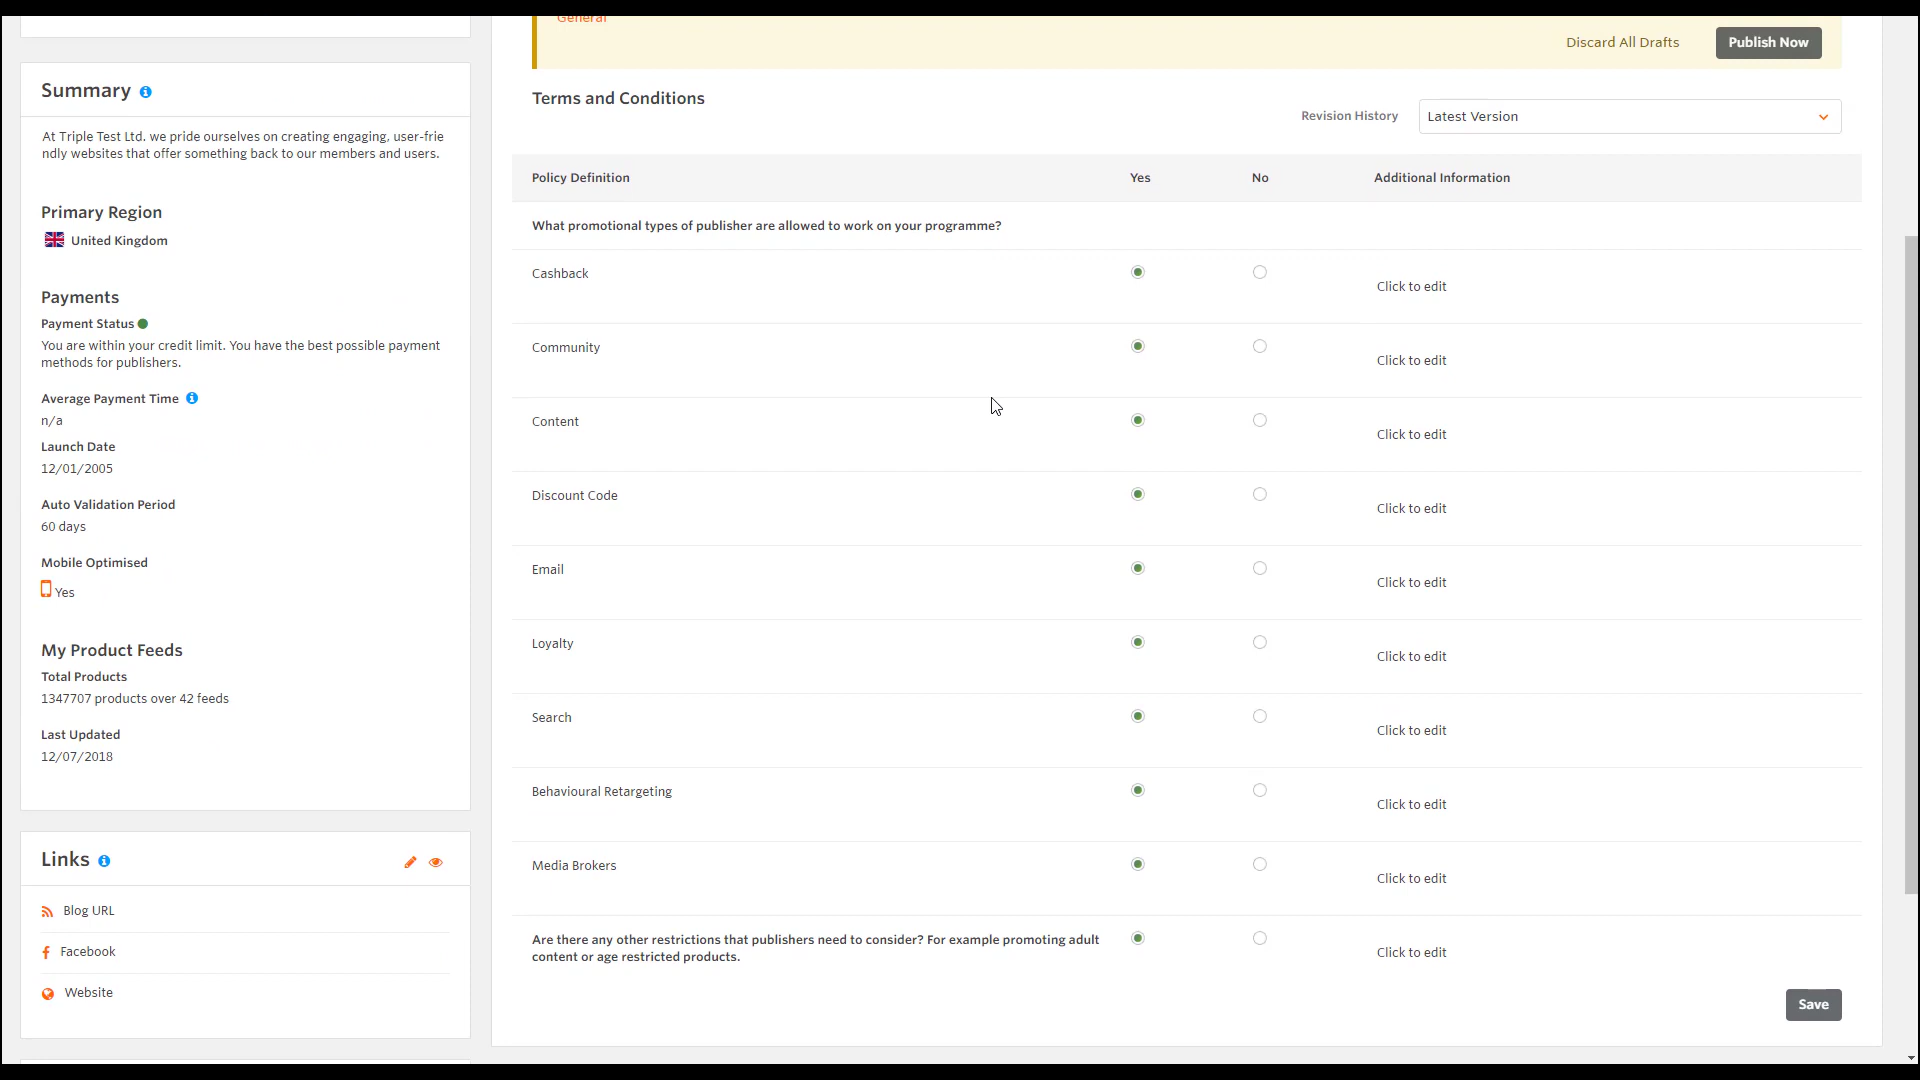 General
Discard All Drafts
Publish Now
Summary
At Triple Test Ltd. we pride ourselves on creating engaging, user-frie
ndly websites that offer something back to our members and users.
Primary Region
United Kingdom
Payments
Payment Status
You are within your credit limit. You have the best possible payment
methods for publishers.
Average Payment Time
n/a
Launch Date
12/01/2005
Auto Validation Period
60 days
Mobile Optimised
Yes
My Product Feeds
Total Products
1347707 products over 42 feeds
Last Updated
12/07/2018
Links
Blog URL
Facebook
Website
Terms and Conditions
Revision History
Latest Version
Policy Definition Yes No Additional Information
What promotional types of publisher are allowed to work on your programme?
Cashback
Click to edit
Community
Click to edit
Content
Click to edit
Discount Code
Click to edit
Email
Click to edit
Loyalty
Click to edit
Search
Click to edit
Behavioural Retargeting
Click to edit
Media Brokers
Click to edit
Are there any other restrictions that publishers need to consider? For example promoting adult
content or age restricted products.
Click to edit
Save